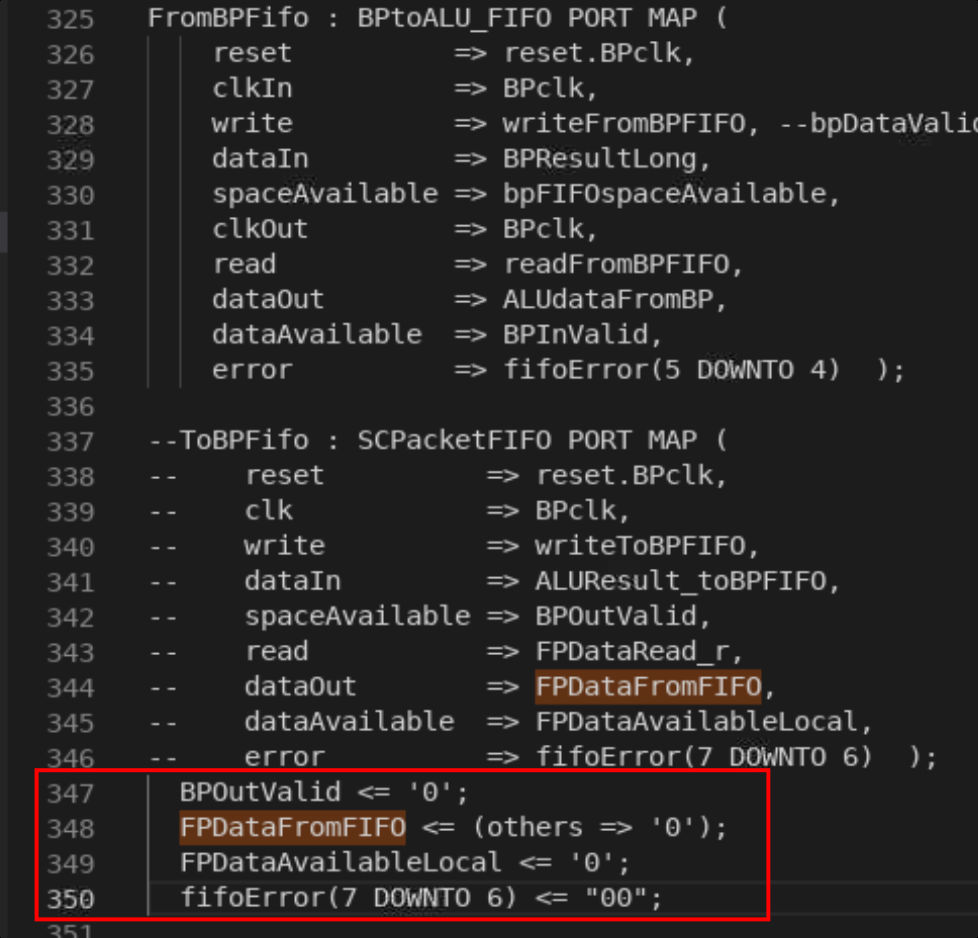 325 FromBPFifo : BPtoALU_FIFO PORT MAP (
326 reset => reset.BPclk,
327 clkIn => BPclk,
328 write => writeFromBPFIFO, --bpDataValid
329 dataIn => BPResultLong,
330 spaceAvailable => bpFIFOspaceAvailable,
331 clkOut => BPclk,
332 read => readFromBPFIFO,
333 dataOut => ALUdataFromBP,
334 dataAvailable => BPInValid,
335 error => fifoError(5 DOWNTO 4) );
336
337 --ToBPFifo : SCPacketFIFO PORT MAP (
338 -- reset => reset.BPclk,
339 -- clk => BPclk,
340 -- write => writeToBPFIFO,
341 -- dataIn => ALUResult_toBPFIFO,
342 -- spaceAvailable => BPOutValid,
343 -- read => FPDataRead_r,
344 -- dataOut => FPDataFromFIFO,
345 -- dataAvailable => FPDataAvailableLocal,
346 -- error => fifoError(7 DOWNTO 6) );
347 BPOutValid <= '0';
348 FPDataFromFIFO <= (others => '0');
349 FPDataAvailableLocal <= '0';
350 fifoError(7 DOWNTO 6) <= "00";
351